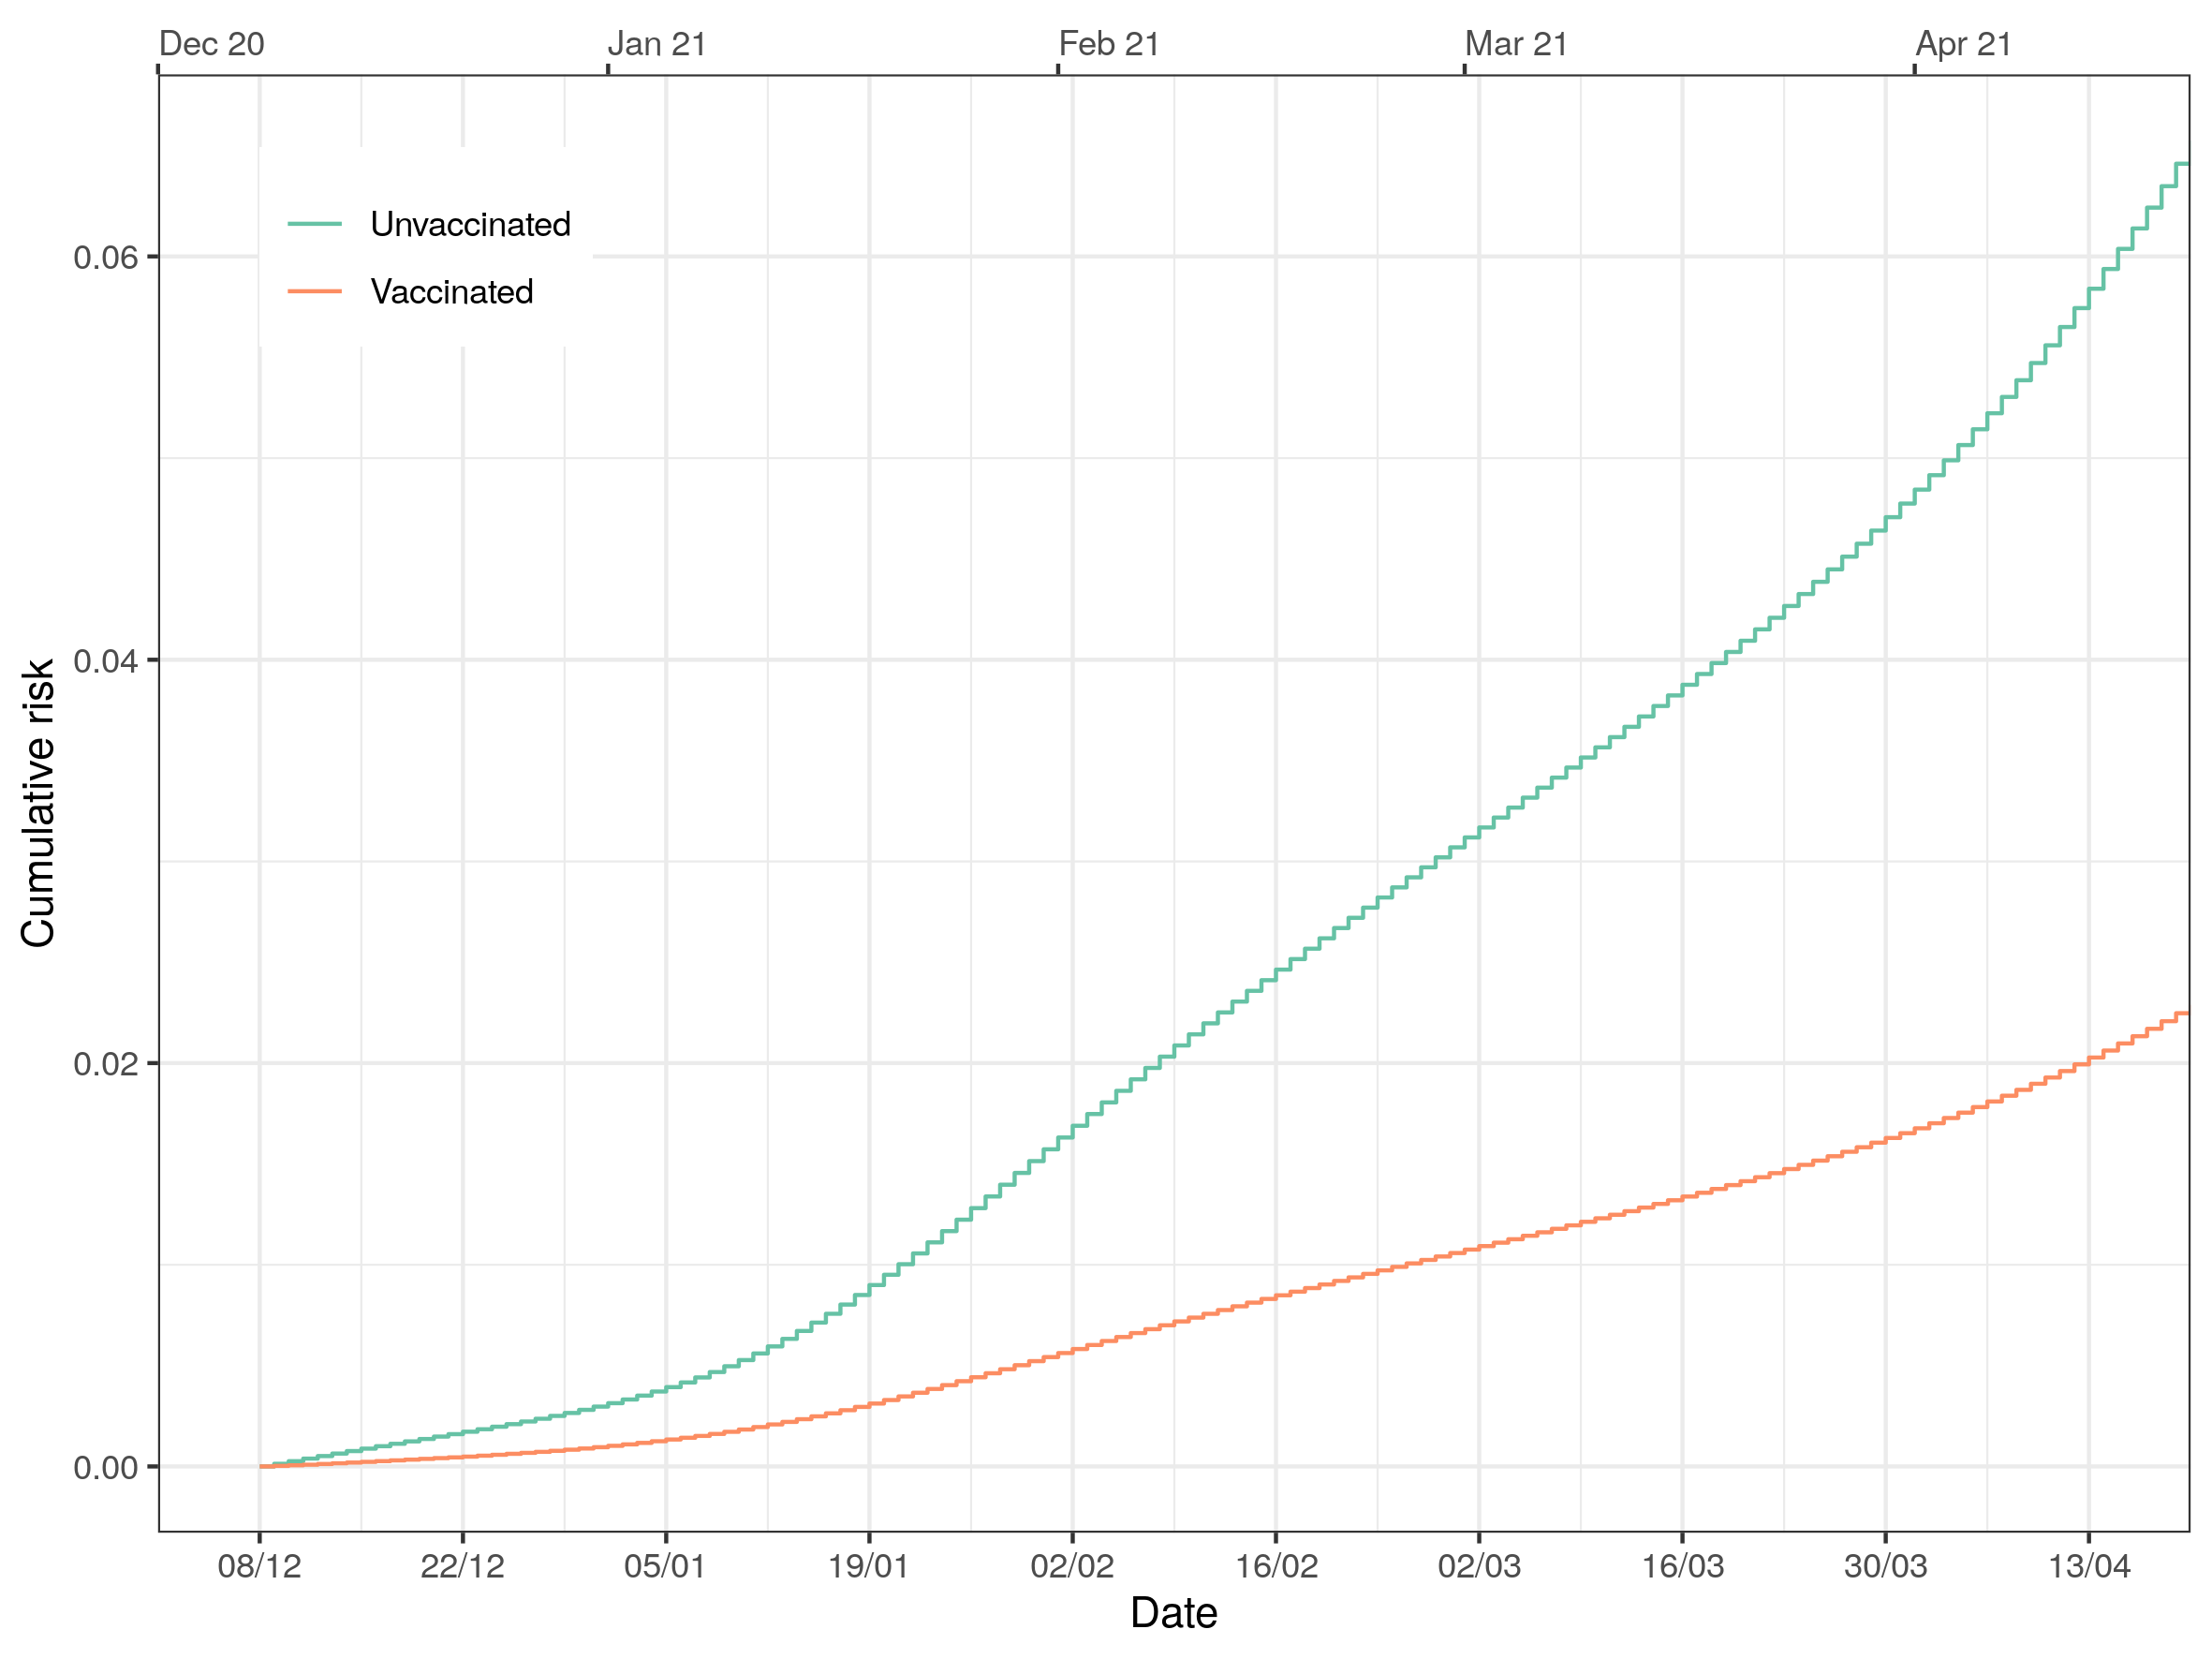 Dec 20 Jan 21 Feb 21 Mar 21 Apr 21
Unvaccinated
Vaccinated
0.06
0.04
0.02
0.00
Cumulative risk
08/12 22/12 05/01 19/01 02/02 16/02 02/03 16/03 30/03 13/04
Date